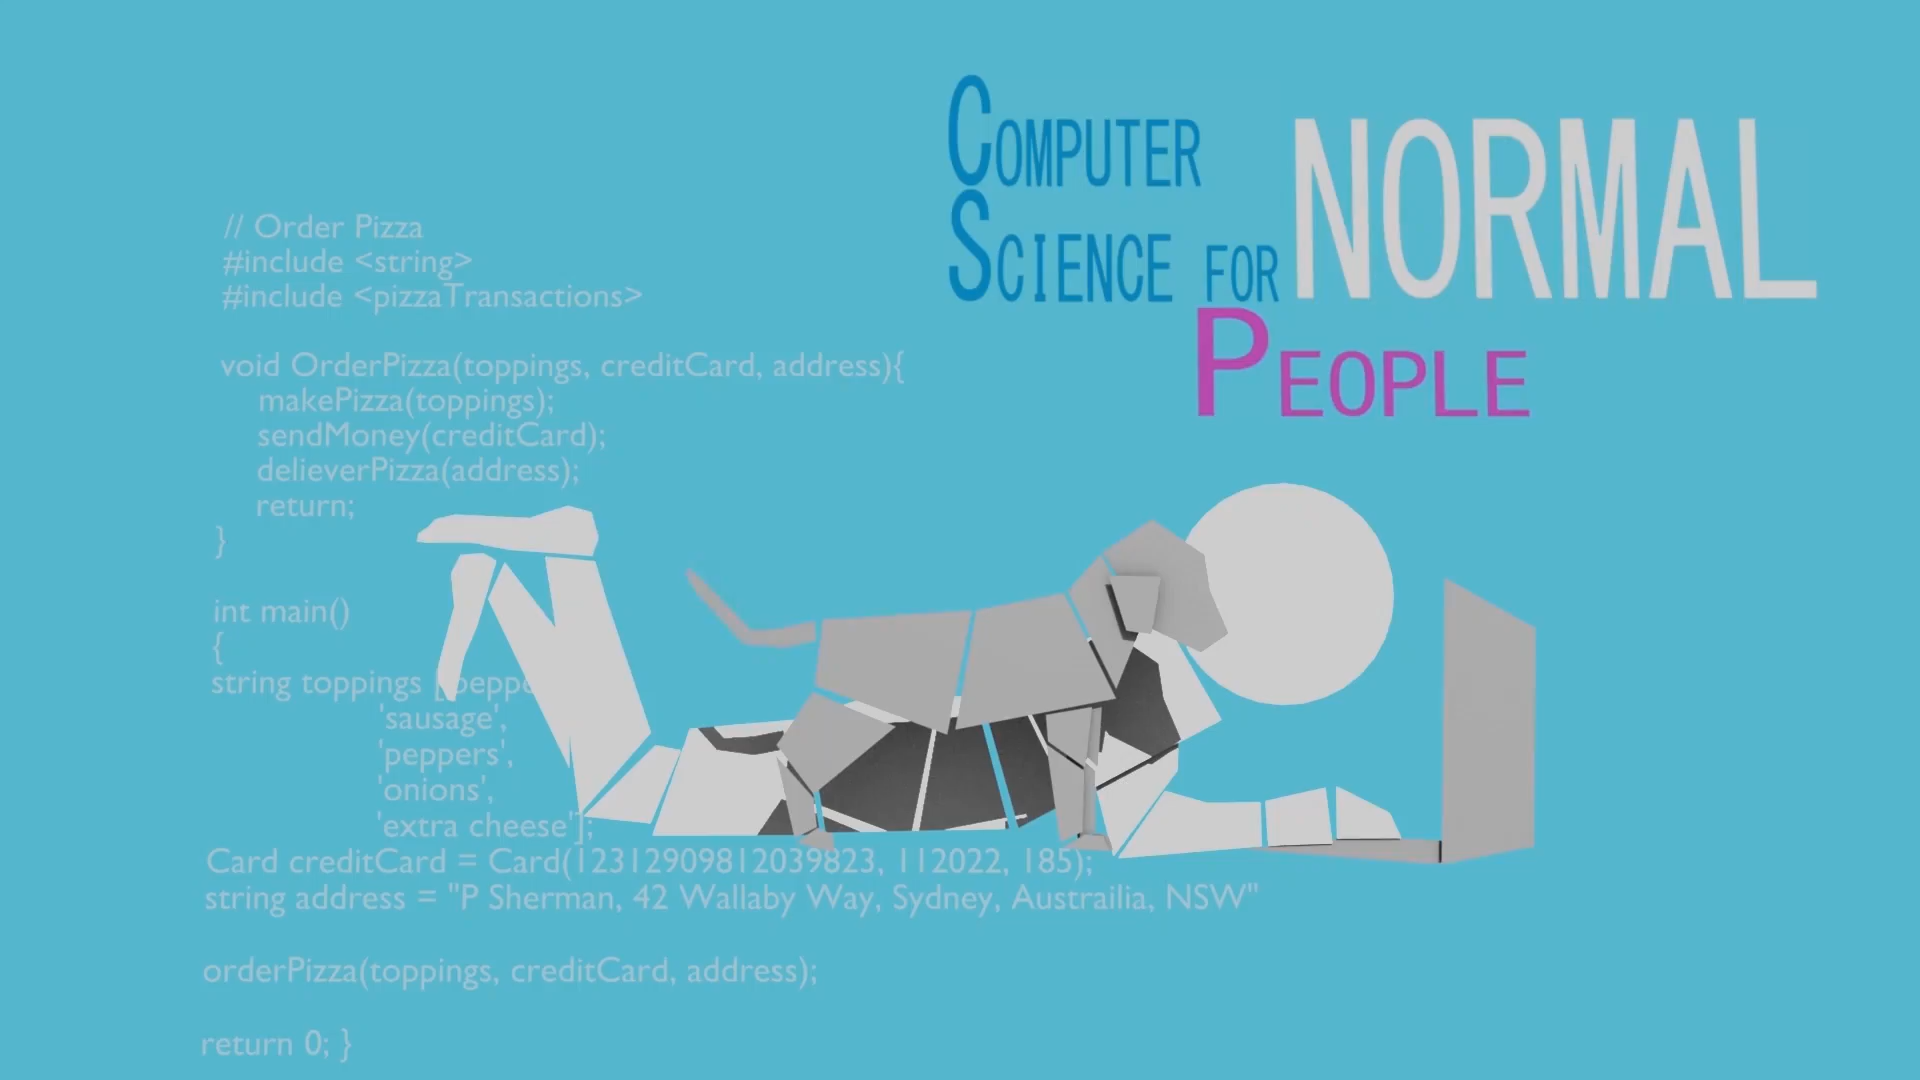 COMPUTER
SCIENCE FOR NORMAL
PEOPLE
// Order Pizza
#include <string>
#include <pizzaTransactions>
void OrderPizza(toppings, creditCard, address){
makePizza(toppings);
sendMoney(creditCard);
delieverPizza(address);
return;
}
int main()
{
string toppings
'sausage',
'peppers',
'onions',
'extra cheese'];
Card creditCard = Card(12312909812039823, 112022, 185);
string address = "P Sherman, 42 Wallaby Way, Sydney, Austrailia, NSW"
orderPizza(toppings, creditCard, address);
return 0; }